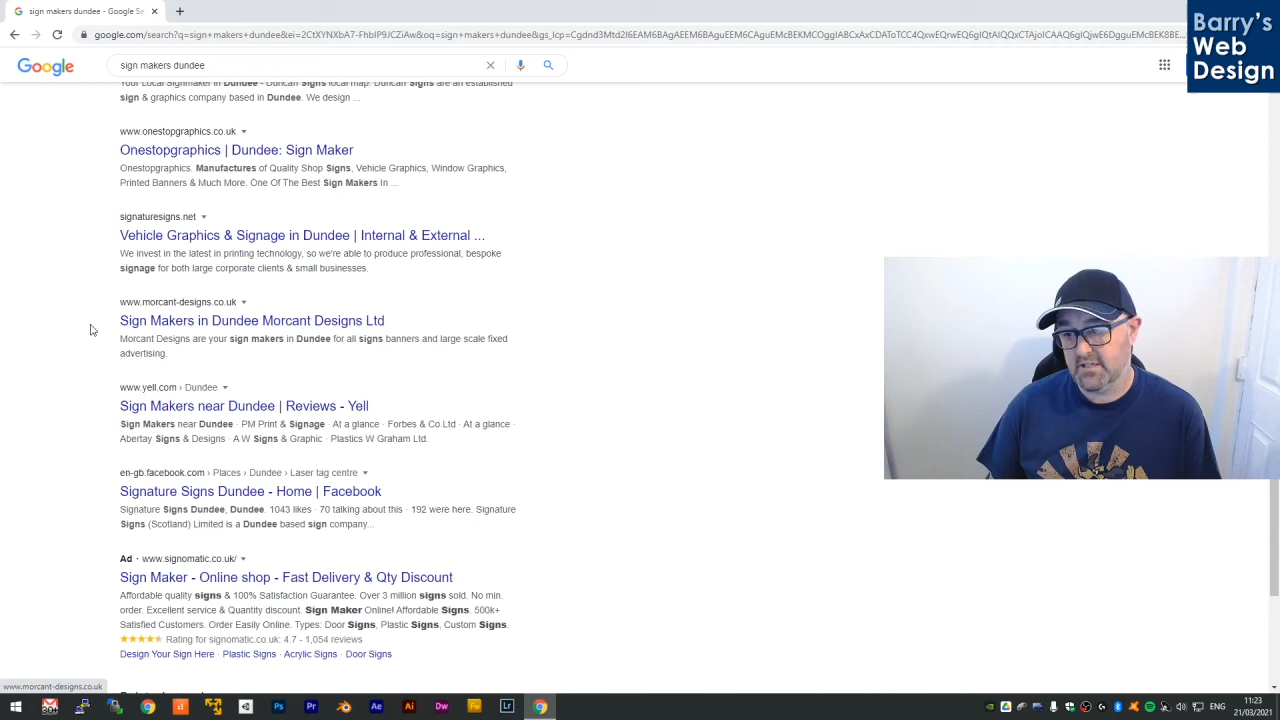 sign makers dundee - Google Se
google.com/search?q=sign+makers+dundee&ei=
Barry's
Web
Design
Google
sign makers dundee
Your Local Signmaker in Dundee - Duncan Signs local map. Duncan Signs are an established
sign & graphics company based in Dundee. We design ...
www.onestopgraphics.co.uk
Onestopgraphics | Dundee: Sign Maker
Onestopgraphics. Manufactures of Quality Shop Signs, Vehicle Graphics, Window Graphics,
Printed Banners & Much More. One Of The Best Sign Makers In ...
signaturesigns.net
Vehicle Graphics & Signage in Dundee | Internal & External ...
We invest in the latest in printing technology, so we're able to produce professional, bespoke
signage for both large corporate clients & small businesses.
www.morcant-designs.co.uk
Sign Makers in Dundee Morcant Designs Ltd
Morcant Designs are your sign makers in Dundee for all signs banners and large scale fixed
advertising.
www.yell.com › Dundee
Sign Makers near Dundee | Reviews - Yell
Sign Makers near Dundee · PM Print & Signage · At a glance · Forbes & Co.Ltd · At a glance ·
Abertay Signs & Designs · A W Signs & Graphic · Plastics W Graham Ltd.
en-gb.facebook.com › Places › Dundee › Laser tag centre
Signature Signs Dundee - Home | Facebook
Signature Signs Dundee, Dundee. 1043 likes · 70 talking about this · 192 were here. Signature
Signs (Scotland) Limited is a Dundee based sign company...
Ad · www.signomatic.co.uk/
Sign Maker - Online shop - Fast Delivery & Qty Discount
Affordable quality signs & 100% Satisfaction Guarantee. Over 3 million signs sold. No min.
order. Excellent service & Quantity discount. Sign Maker Online! Affordable Signs. 500k+
Satisfied Customers. Order Easily Online. Types: Door Signs, Plastic Signs, Custom Signs.
Rating for signomatic.co.uk: 4.7 - 1,054 reviews
Design Your Sign Here · Plastic Signs · Acrylic Signs · Door Signs
www.morcant-designs.co.uk
30+
Ps
Pr
Ae
Ai
Dw
Lr
ENG
11:23
21/03/2021